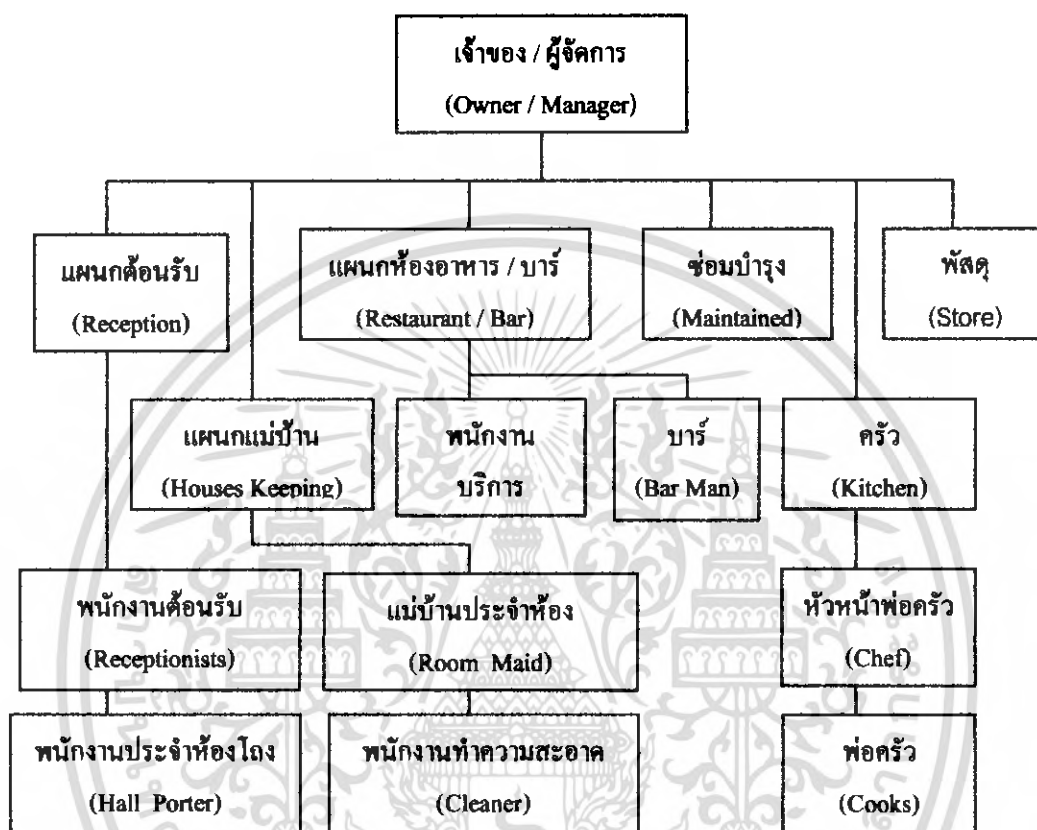 เจ้าของ / ผู้จัดการ
(Owner / Manager)
แผนกต้อนรับ
(Reception)
แผนกห้องอาหาร / บาร์
(Restaurant / Bar)
ซ่อมบำรุง
(Maintained)
พัสดุ
(Store)
แผนกแม่บ้าน
(Houses Keeping)
พนักงาน
บริการ
บาร์
(Bar Man)
ครัว
(Kitchen)
พนักงานต้อนรับ
(Receptionists)
แม่บ้านประจำห้อง
(Room Maid)
หัวหน้าพ่อครัว
(Chef)
พนักงานประจำห้องโถง
(Hall Porter)
พนักงานทำความสะอาด
(Cleaner)
พ่อครัว
(Cooks)